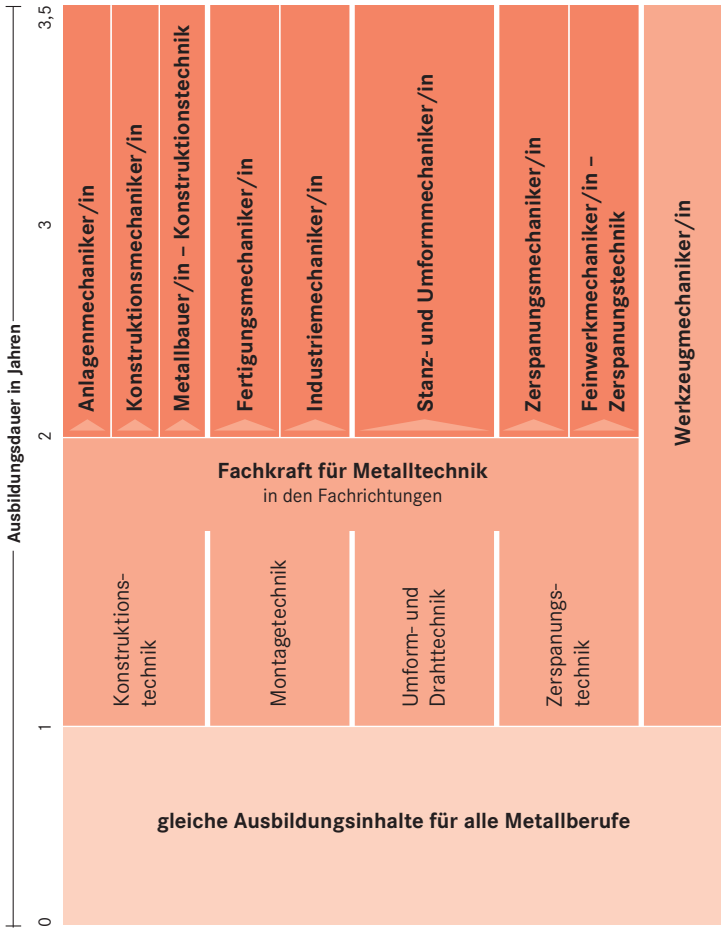 Ausbildungsdauer in Jahren
3,5
3
2
1
0
Anlagenmechaniker/in
Konstruktionsmechaniker/in
Metallbauer/in – Konstruktionstechnik
Fertigungsmechaniker/in
Industriemechaniker/in
Stanz- und Umformmechaniker/in
Zerspanungsmechaniker/in
Feinwerkmechaniker/in –
Zerspanungstechnik
Werkzeugmechaniker/in
Fachkraft für Metalltechnik
in den Fachrichtungen
Konstruktions-
technik
Montagetechnik
Umform- und
Drahttechnik
Zerspanungs-
technik
gleiche Ausbildungsinhalte für alle Metallberufe